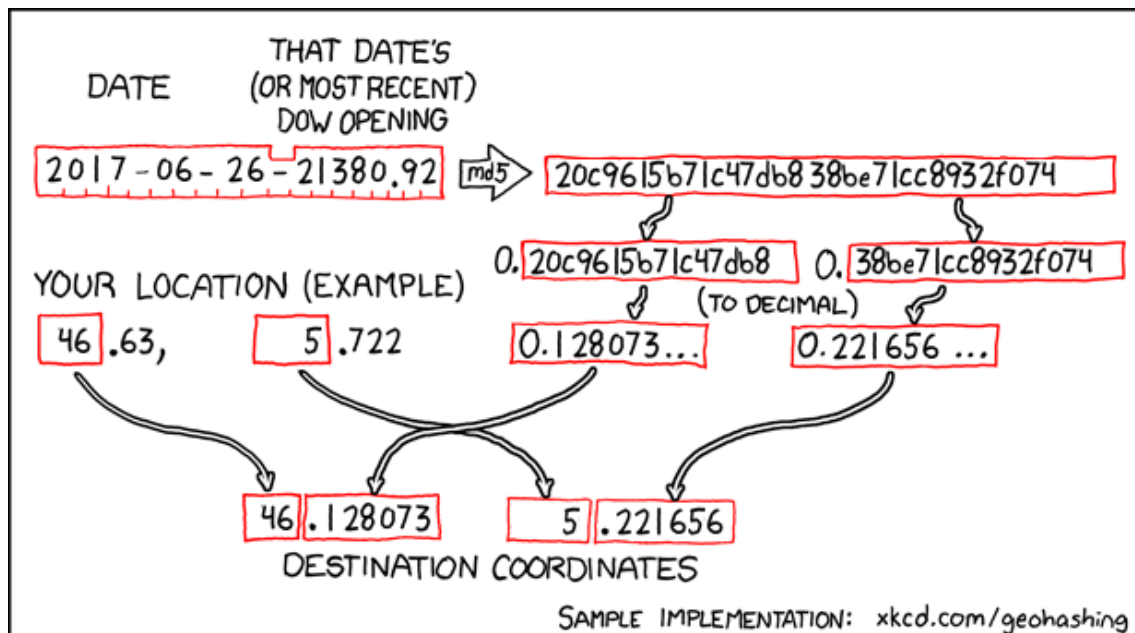 DATE
THAT DATE'S
(OR MOST RECENT)
DOW OPENING
2017-06-26-21380.92
md5
20c9615b71c47db838be71cc8932f074
0.20c9615b71c47db8
0.38be71cc8932f074
YOUR LOCATION (EXAMPLE)
(TO DECIMAL)
46.63,
5.722
0.128073...
0.221656...
46.128073
5.221656
DESTINATION COORDINATES
SAMPLE IMPLEMENTATION: xkcd.com/geohashing